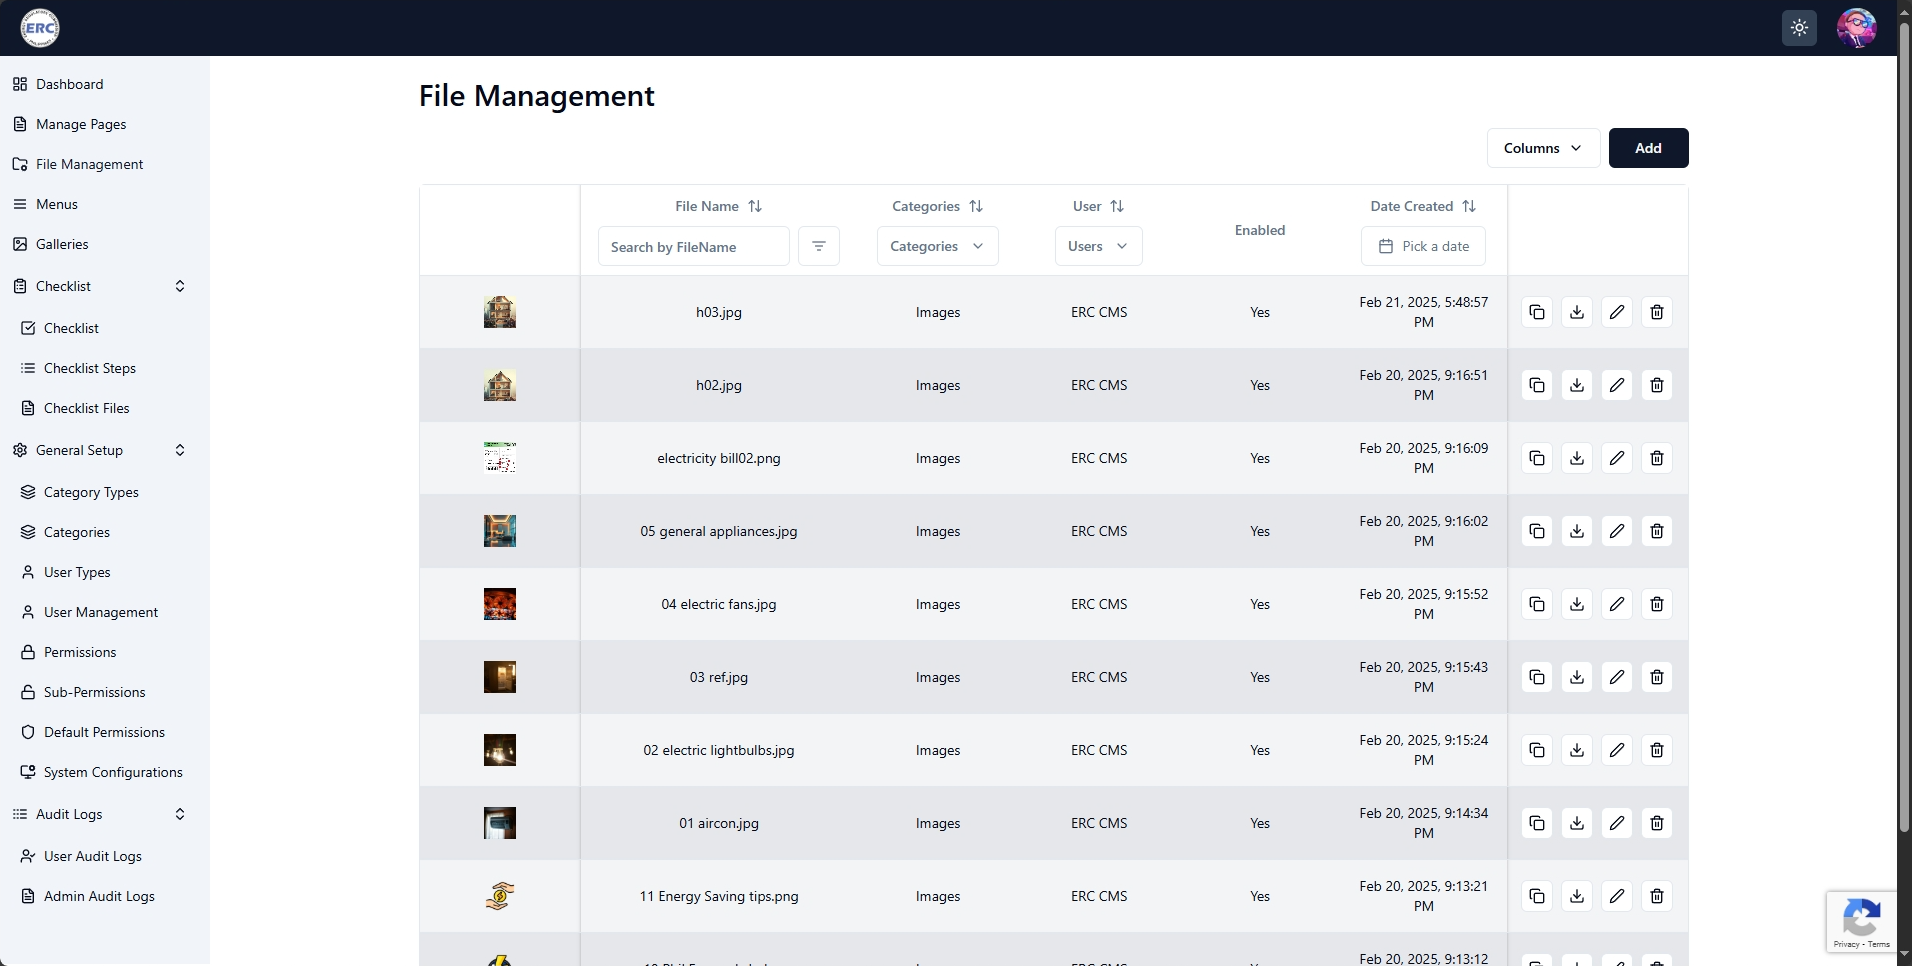 ERC
Dashboard
Manage Pages
File Management
Menus
Galleries
Checklist
Checklist
Checklist Steps
Checklist Files
General Setup
Category Types
Categories
User Types
User Management
Permissions
Sub-Permissions
Default Permissions
System Configurations
Audit Logs
User Audit Logs
Admin Audit Logs
File Management
Columns Add
File Name Categories User Enabled Date Created
Search by FileName Categories Users Pick a date
h03.jpg Images ERC CMS Yes Feb 21, 2025, 5:48:57 PM
h02.jpg Images ERC CMS Yes Feb 20, 2025, 9:16:51 PM
electricity bill02.png Images ERC CMS Yes Feb 20, 2025, 9:16:09 PM
05 general appliances.jpg Images ERC CMS Yes Feb 20, 2025, 9:16:02 PM
04 electric fans.jpg Images ERC CMS Yes Feb 20, 2025, 9:15:52 PM
03 ref.jpg Images ERC CMS Yes Feb 20, 2025, 9:15:43 PM
02 electric lightbulbs.jpg Images ERC CMS Yes Feb 20, 2025, 9:15:24 PM
01 aircon.jpg Images ERC CMS Yes Feb 20, 2025, 9:14:34 PM
11 Energy Saving tips.png Images ERC CMS Yes Feb 20, 2025, 9:13:21 PM
Feb 20, 2025, 9:13:12
Privacy - Terms